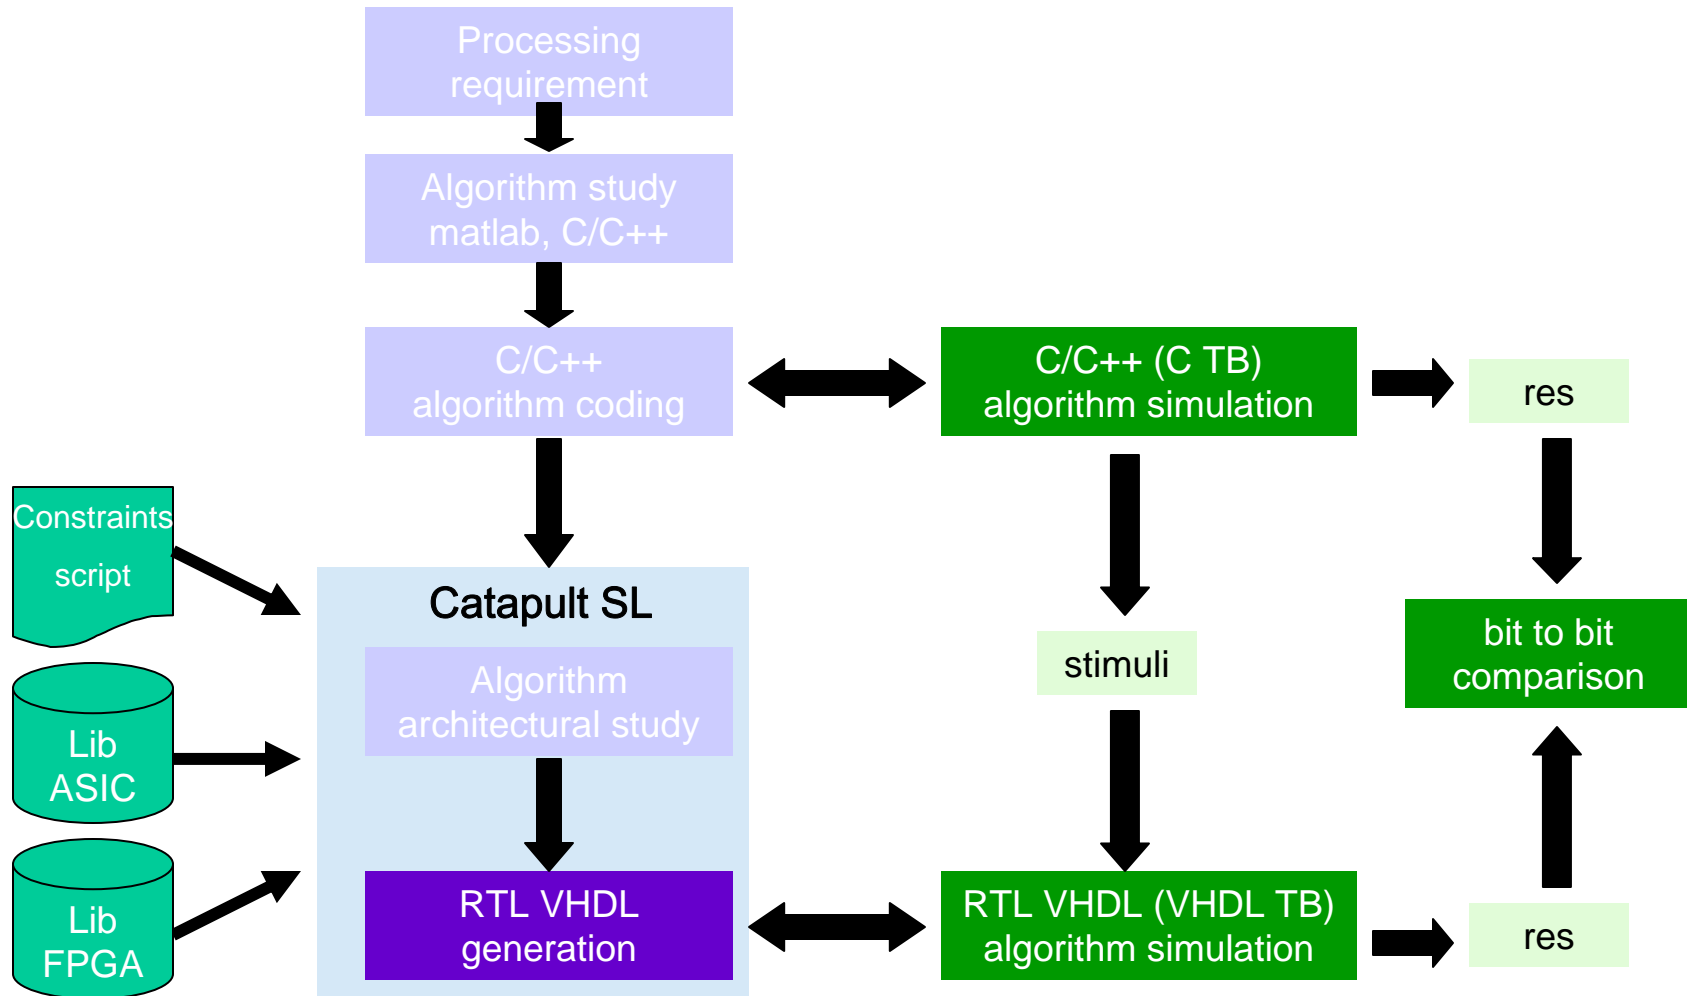 Processing
requirement
Algorithm study
matlab, C/C++
C/C++
algorithm coding
C/C++ (C TB)
algorithm simulation
res
Constraints
script
Catapult SL
Algorithm
architectural study
stimuli
bit to bit
comparison
Lib
ASIC
Lib
FPGA
RTL VHDL
generation
RTL VHDL (VHDL TB)
algorithm simulation
res